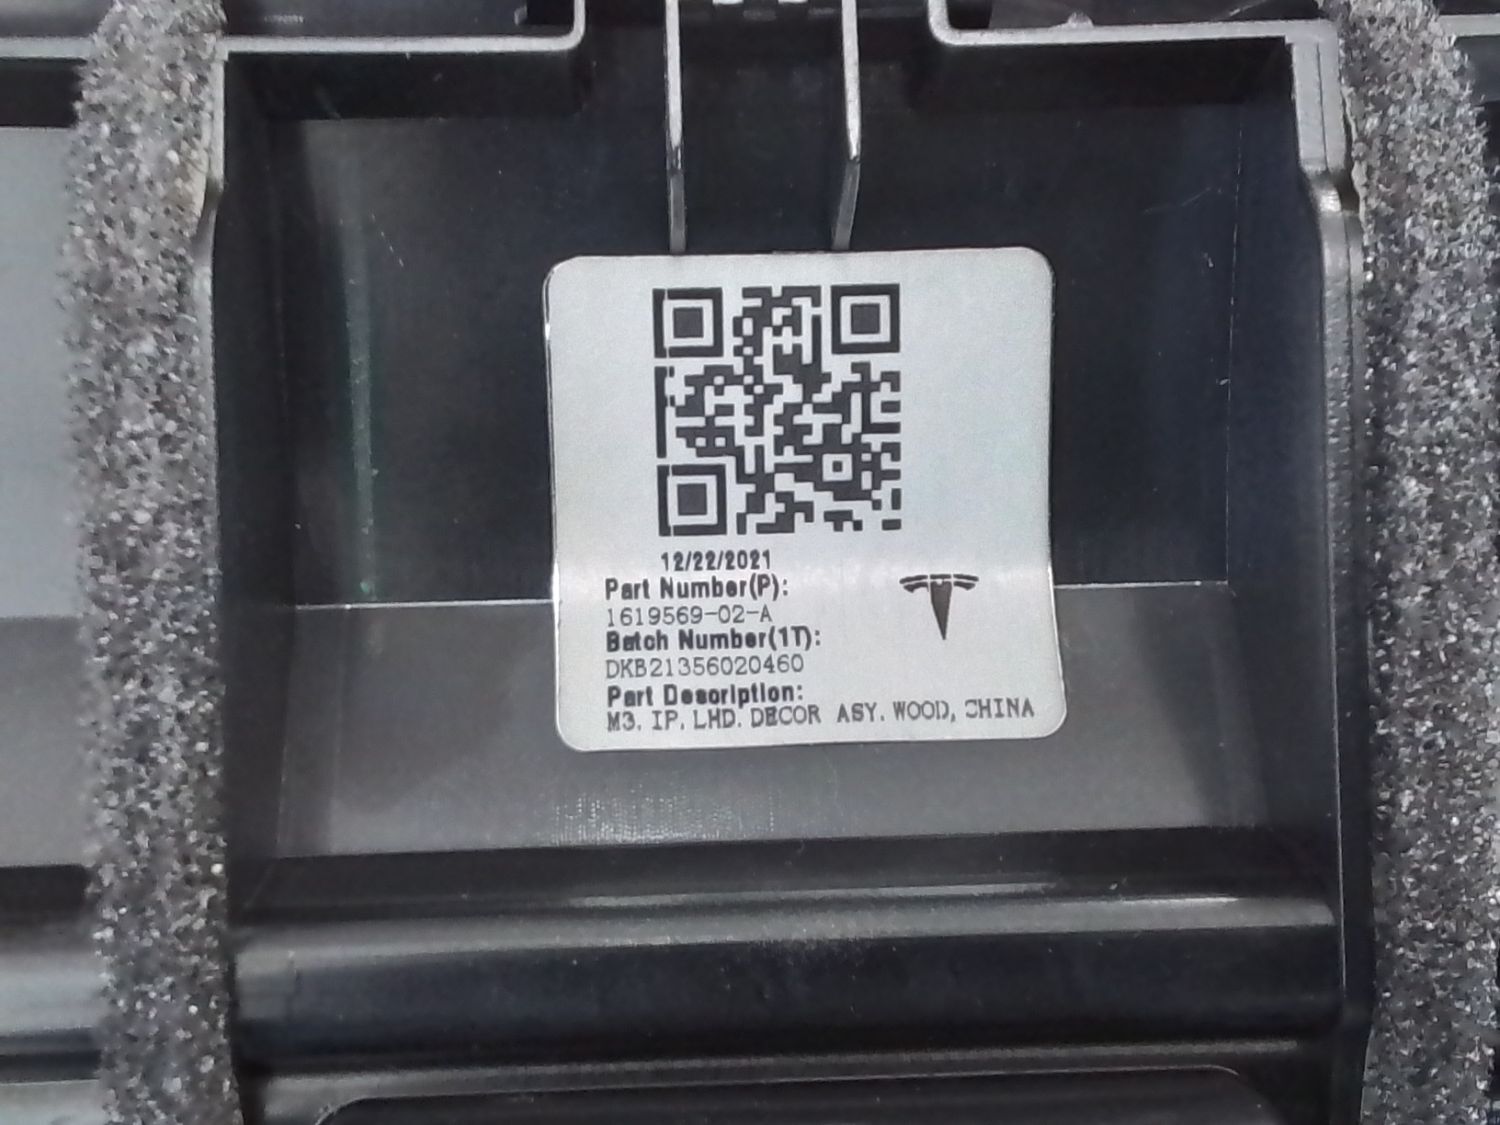 12/22/2021
Part Number(P):
1619569-02-A
Batch Number(1T):
DKB21356020460
Part Description:
M3. IP. LHD. DECOR ASY. WOOD, CHINA